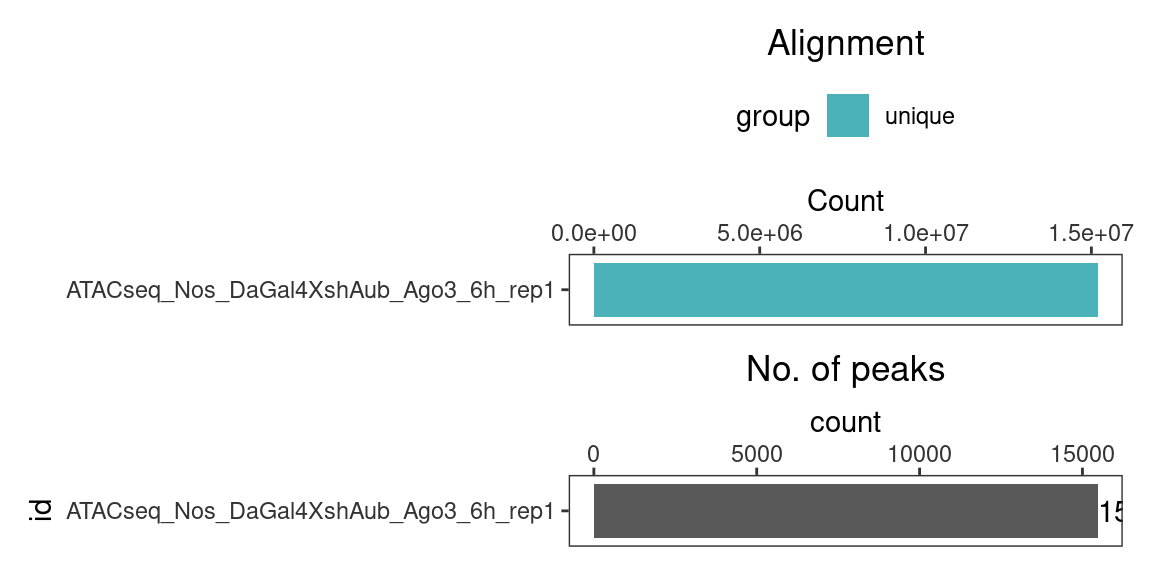 Alignment
group unique
Count
0.0e+00 5.0e+06 1.0e+07 1.5e+07
ATACseq_Nos_DaGal4XshAub_Ago3_6h_rep1
No. of peaks
count
0 5000 10000 15000
id ATACseq_Nos_DaGal4XshAub_Ago3_6h_rep1